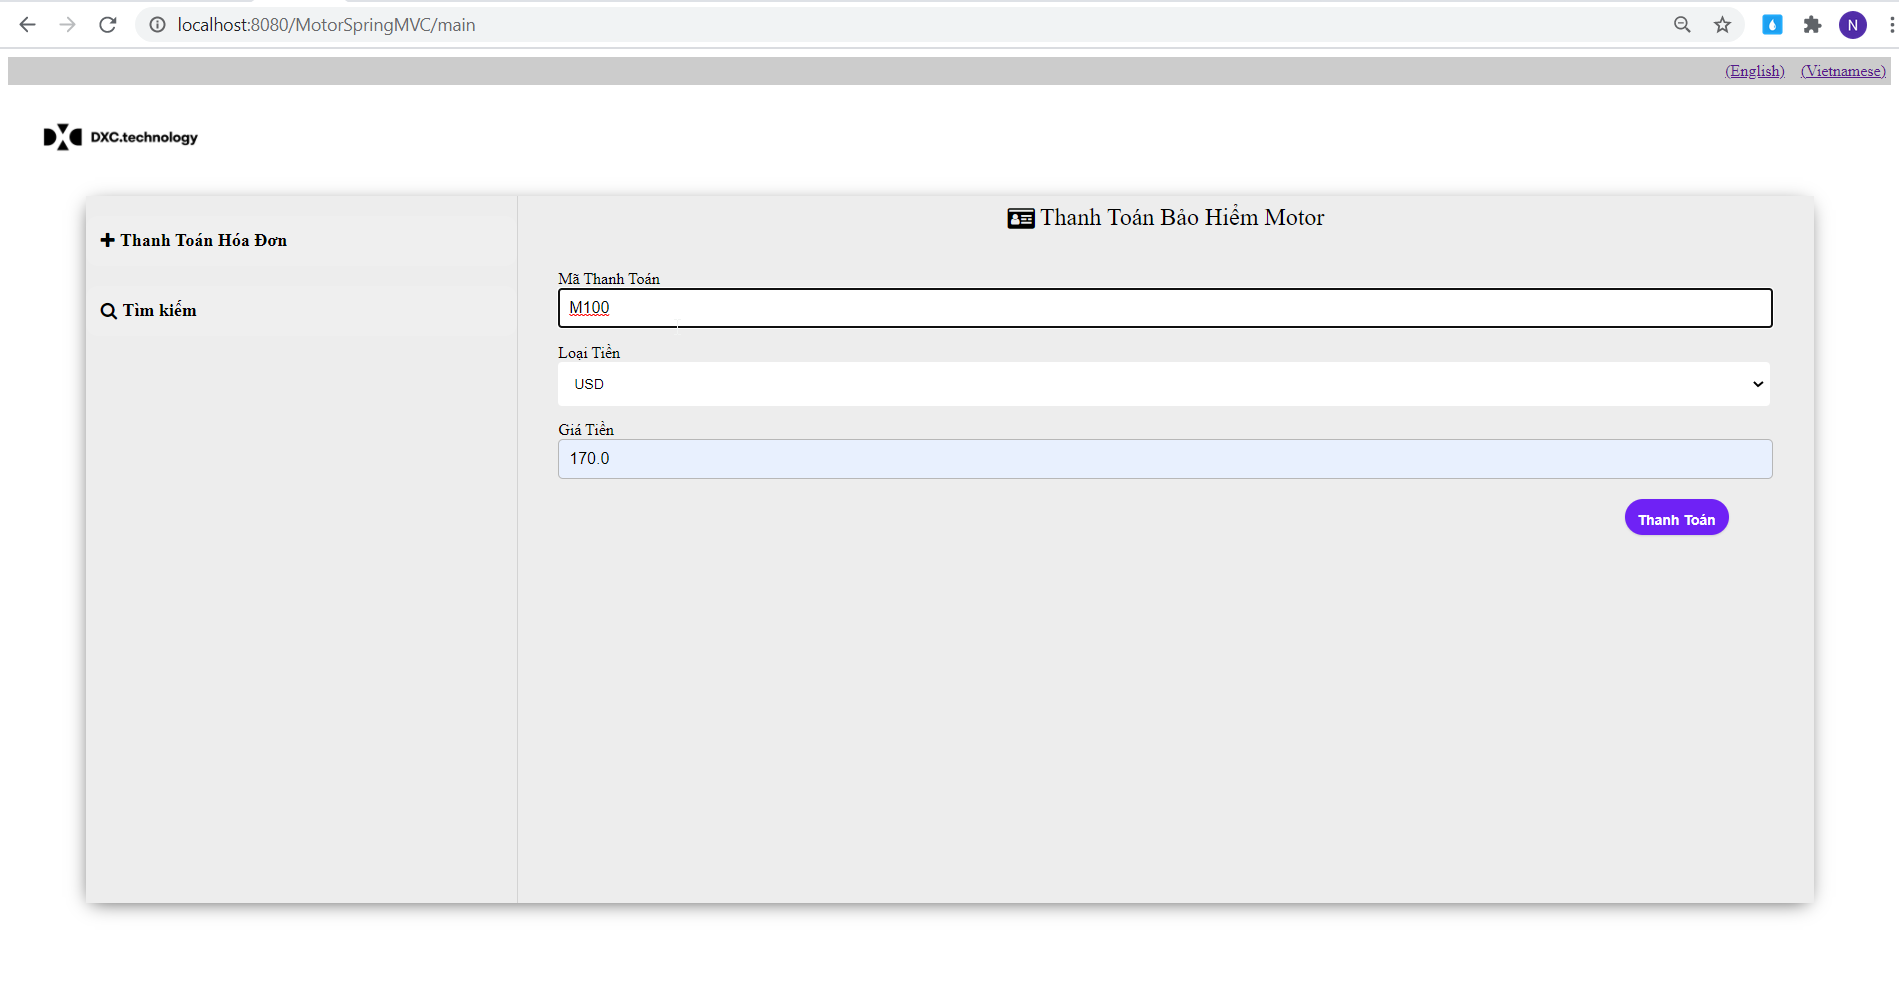 localhost:8080/MotorSpringMVC/main
N
(English) (Vietnamese)
DXC.technology
Thanh Toán Hóa Đơn
Tìm kiếm
Thanh Toán Bảo Hiểm Motor
Mã Thanh Toán
M100
Loại Tiền
USD
Giá Tiền
170.0
Thanh Toán